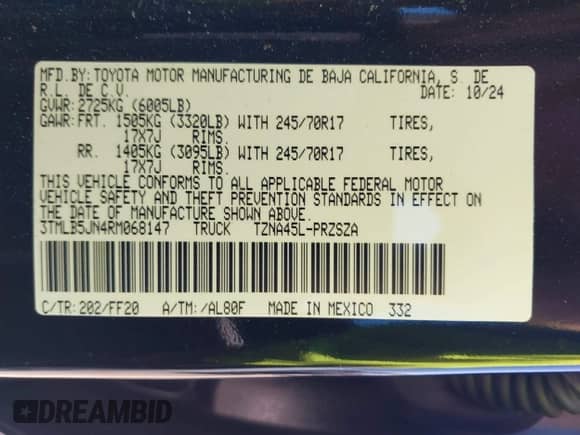 MFD.BY:TOYOTA MOTOR MANUFACTURING DE BAJA CALIFORNIA, S. DE
R.L. DE C.V. DATE: 10/24
GVWR:2725KG (6005LB)
GAWR:FRT. 1505KG (3320LB) WITH 245/70R17 TIRES,
17X7J RIMS.
RR. 1405KG (3095LB) WITH 245/70R17 TIRES,
17X7J RIMS.
THIS VEHICLE CONFORMS TO ALL APPLICABLE FEDERAL MOTOR
VEHICLE SAFETY AND THEFT PREVENTION STANDARDS IN EFFECT ON
THE DATE OF MANUFACTURE SHOWN ABOVE.
3TMLB5JN4RM068147 TRUCK TZNA45L-PRZSZA
C/TR:202/FF20 A/TM:/AL80F MADE IN MEXICO 332
DREAMBID